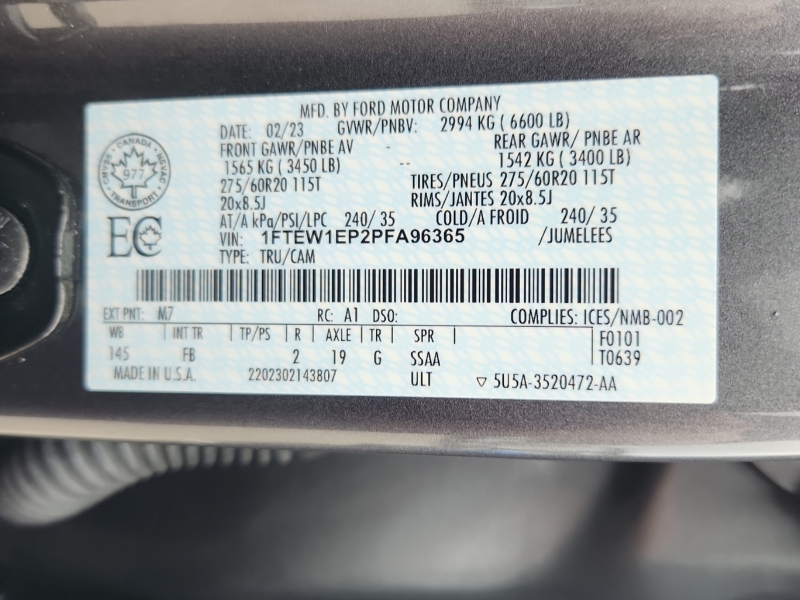 MFD. BY FORD MOTOR COMPANY
DATE: 02/23 GVWR/PNBV: 2994 KG ( 6600 LB)
FRONT GAWR/PNBE AV REAR GAWR/ PNBE AR
1565 KG ( 3450 LB) -- 1542 KG ( 3400 LB)
275/60R20 115T TIRES/PNEUS 275/60R20 115T
20x8.5J RIMS/JANTES 20x8.5J
AT/A kPa/PSI/LPC 240/ 35 COLD/A FROID 240/ 35
VIN: 1FTEW1EP2PFA96365 /JUMELEES
TYPE: TRU/CAM
CANADA
CMVSS NSVAC
977
TRANSPORT
EC
EXT PNT: M7 RC: A1 DSO: COMPLIES: ICES/NMB-002
WB INT TR TP/PS R AXLE TR SPR F0101
145 FB 2 19 G SSAA T0639
MADE IN U.S.A. 2202302143807 ULT ▽ 5U5A-3520472-AA